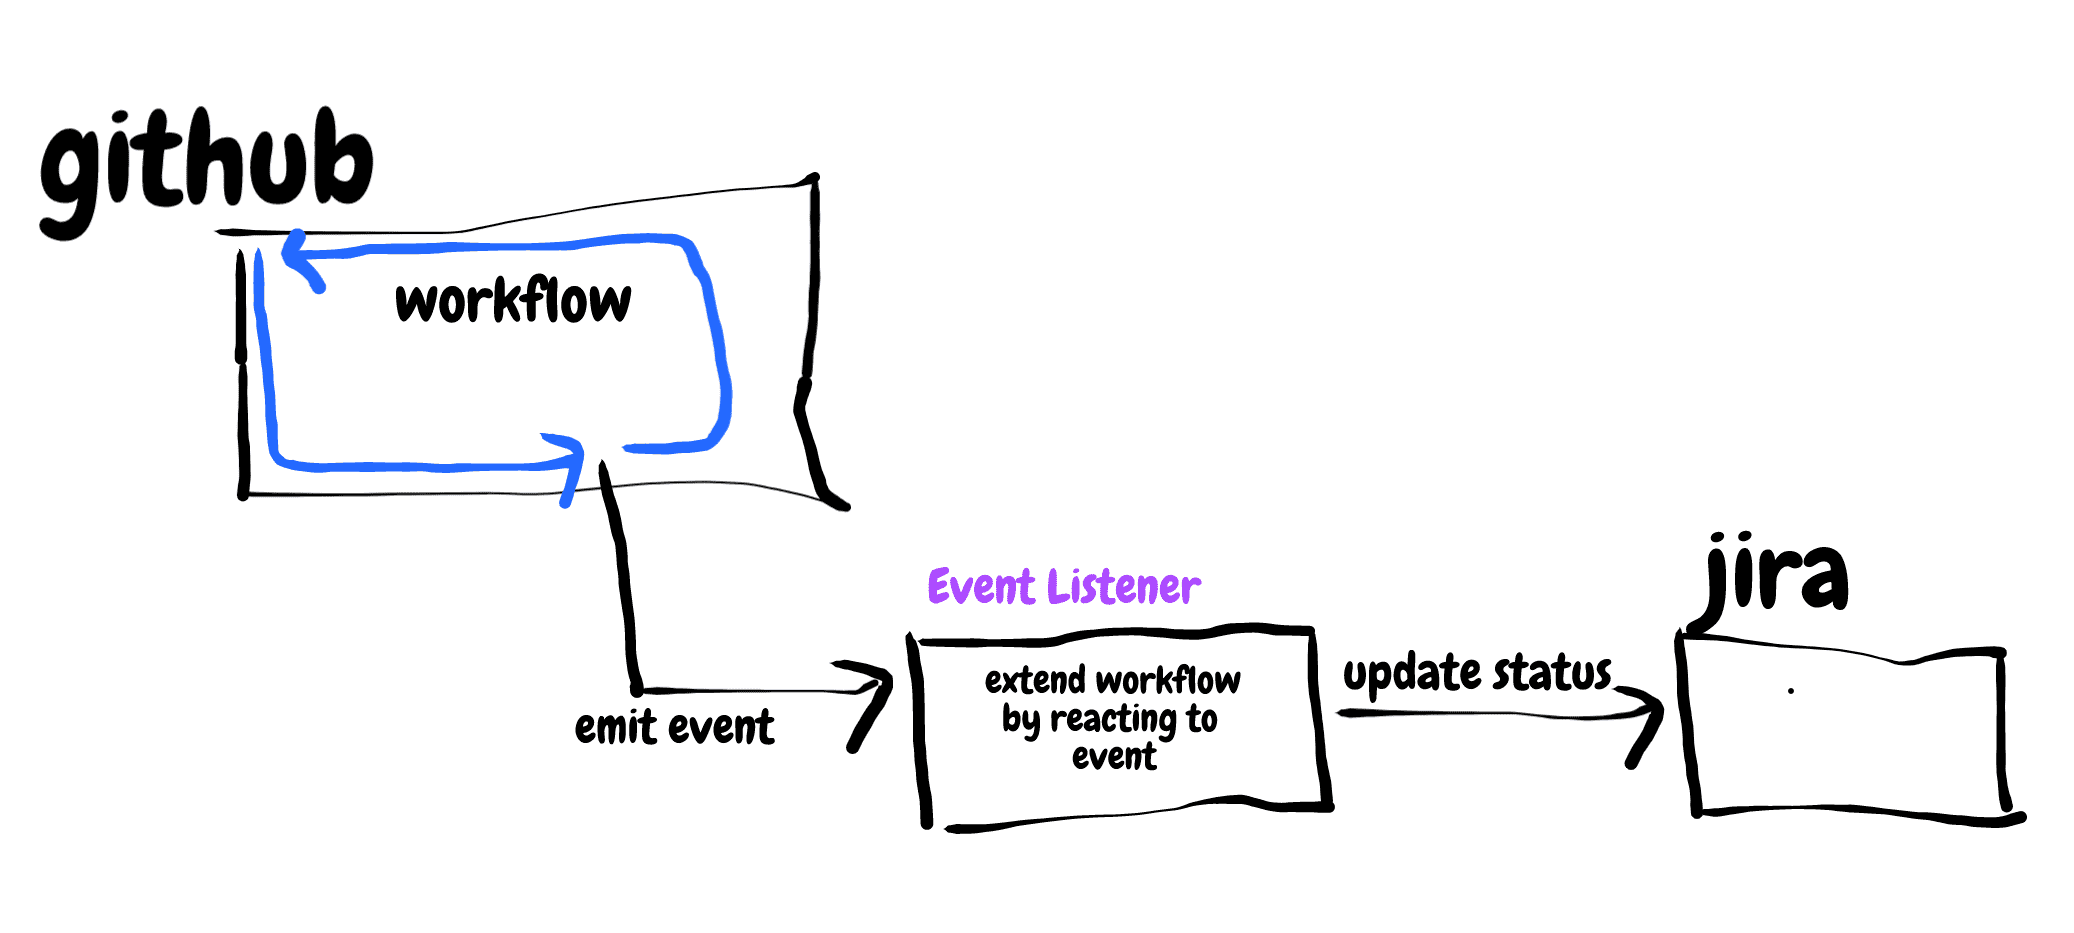 github
workflow
Event Listener
jira
extend workflow
by reacting to
event
update status
emit event